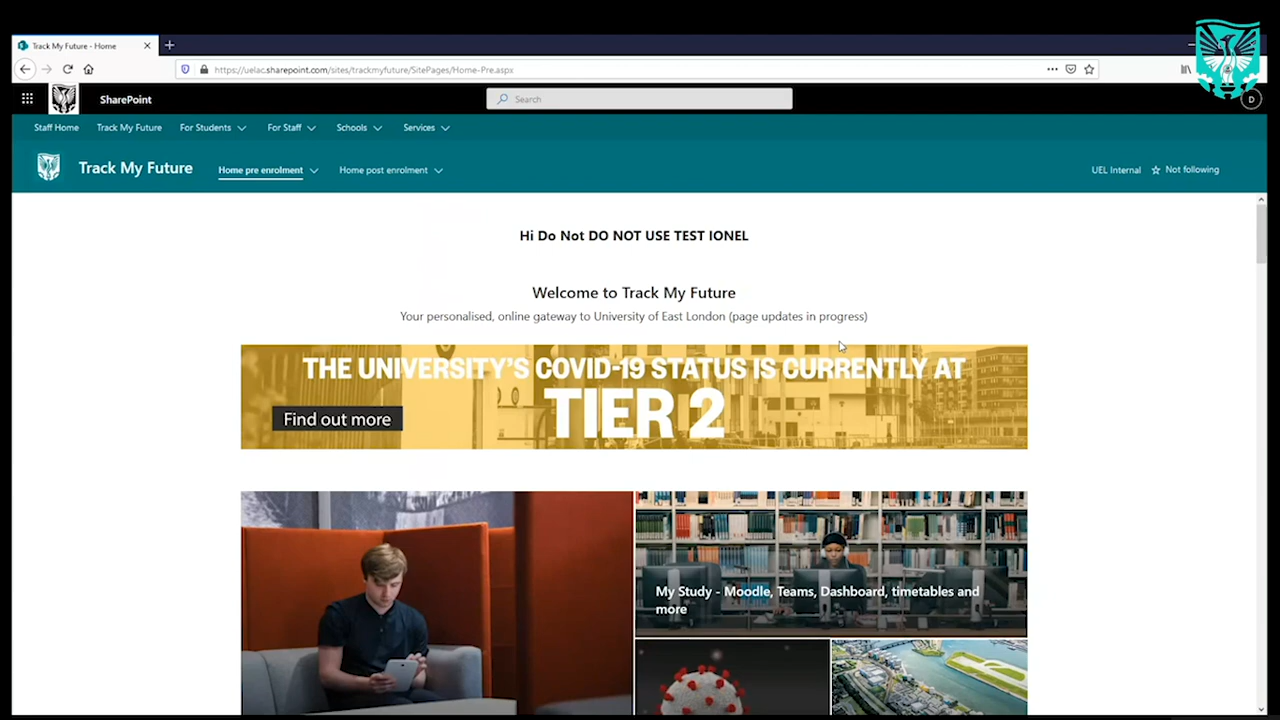 Track My Future - Home
https://uelac.sharepoint.com/sites/trackmyfuture/SitePages/Home-Pre.aspx
SharePoint
Search
D
Staff Home
Track My Future
For Students
For Staff
Schools
Services
Track My Future
Home pre enrolment
Home post enrolment
UEL Internal
Not following
Hi Do Not DO NOT USE TEST IONEL
Welcome to Track My Future
Your personalised, online gateway to University of East London (page updates in progress)
THE UNIVERSITY'S COVID-19 STATUS IS CURRENTLY AT
TIER 2
Find out more
My Study - Moodle, Teams, Dashboard, timetables and
more